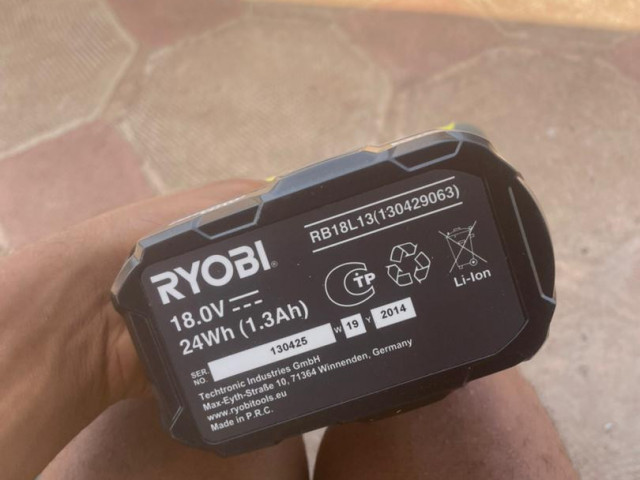 RB18L13(130429063)
RYOBI®
18.0V
24Wh (1.3Ah)
CTP
Li-Ion
SER. NO. 130425 W 19 Y 2014
Techtronic Industries GmbH
Max-Eyth-Straße 10, 71364 Winnenden, Germany
www.ryobitools.eu
Made in P.R.C.